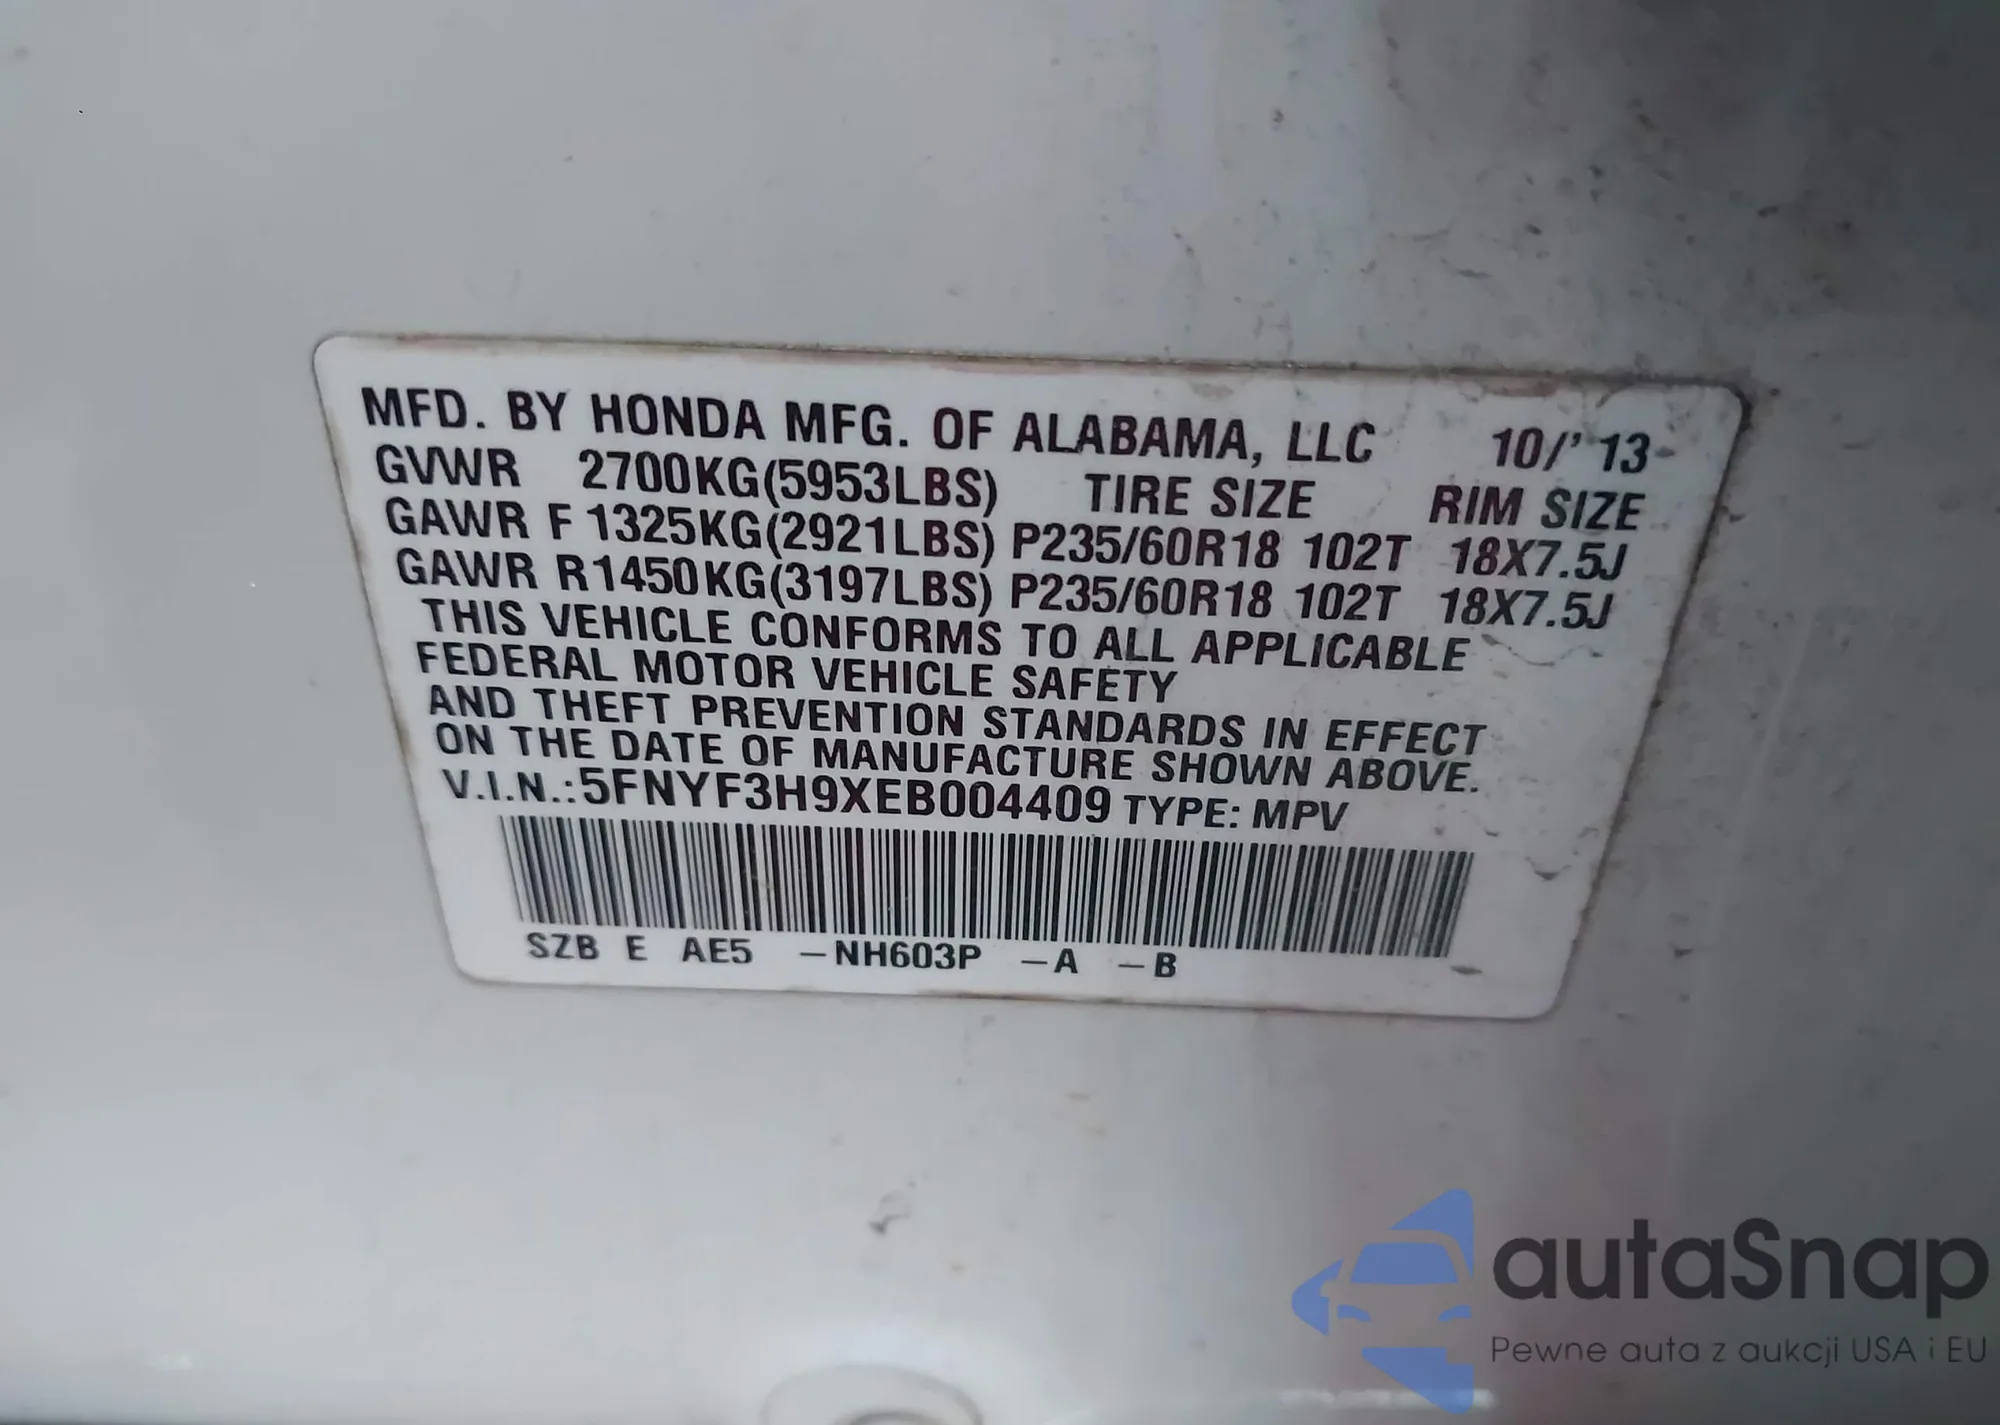 MFD. BY HONDA MFG. OF ALABAMA, LLC 10/'13
GVWR 2700KG(5953LBS) TIRE SIZE RIM SIZE
GAWR F 1325KG(2921LBS) P235/60R18 102T 18X7.5J
GAWR R1450KG(3197LBS) P235/60R18 102T 18X7.5J
THIS VEHICLE CONFORMS TO ALL APPLICABLE
FEDERAL MOTOR VEHICLE SAFETY
AND THEFT PREVENTION STANDARDS IN EFFECT
ON THE DATE OF MANUFACTURE SHOWN ABOVE.
V.I.N.:5FNYF3H9XEB004409 TYPE: MPV
SZB E AE5 -NH603P -A -B
autaSnap
Pewne auta z aukcji USA i EU